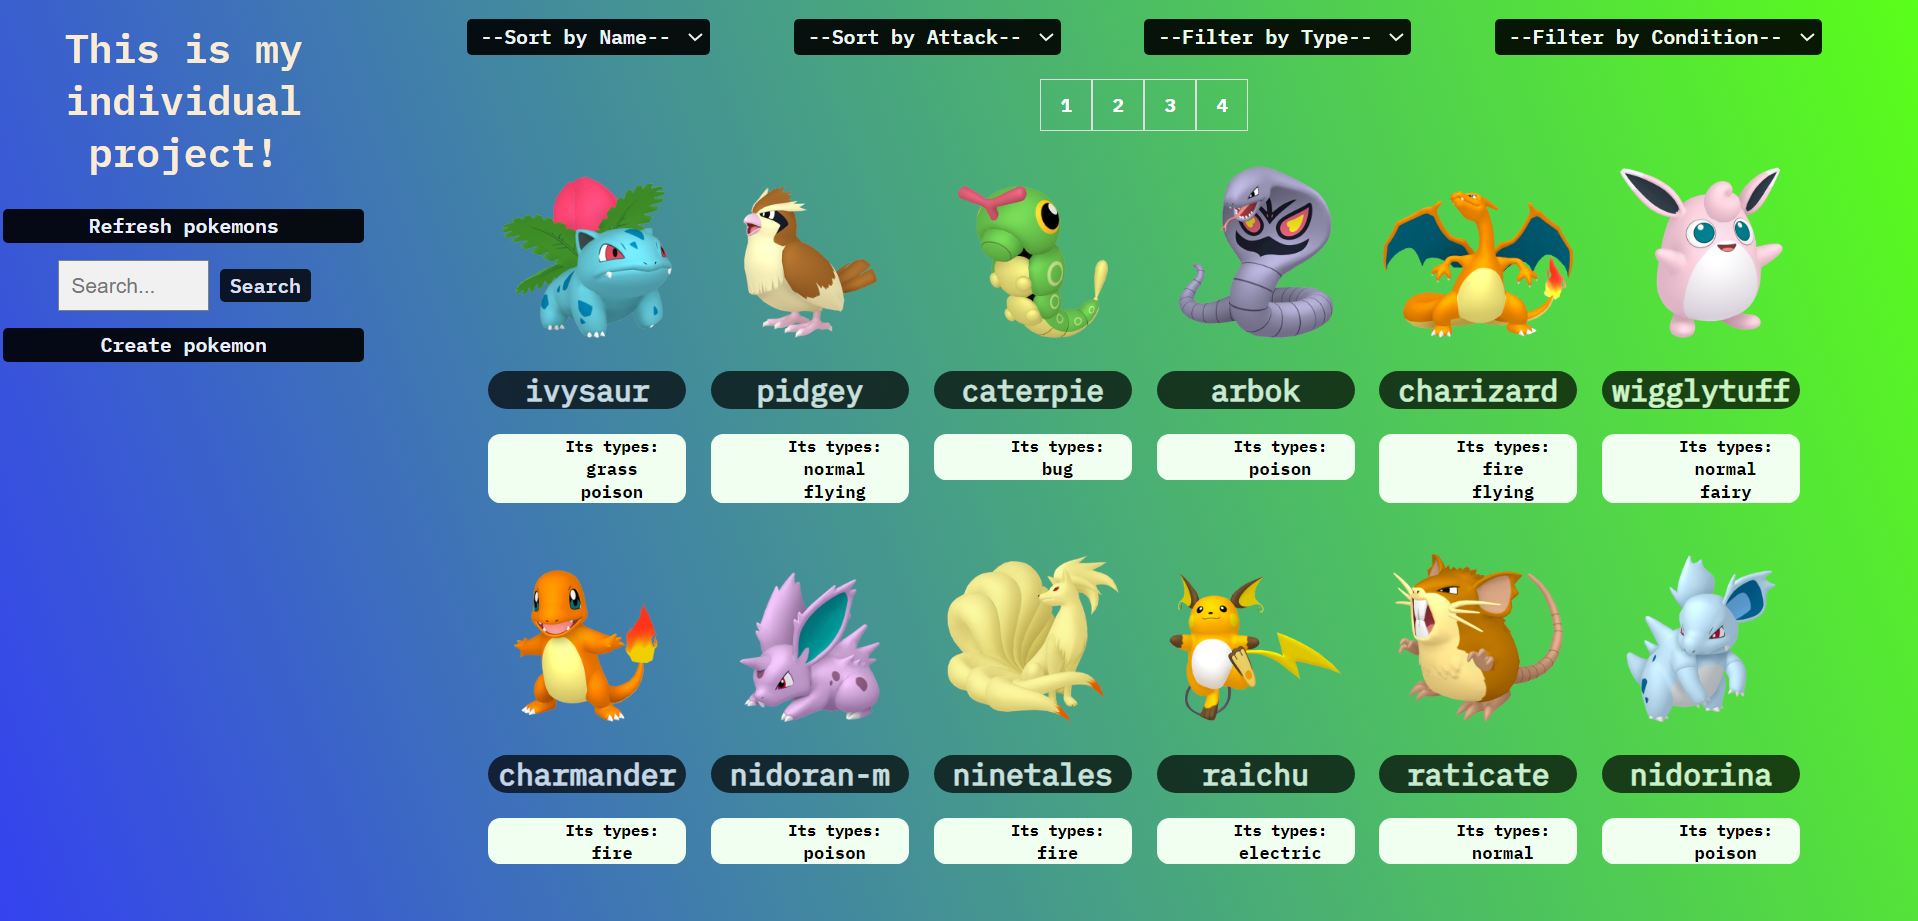 This is my
individual
project!
Refresh pokemons
Search...
Search
Create pokemon
--Sort by Name--
--Sort by Attack--
--Filter by Type--
--Filter by Condition--
1 2 3 4
ivysaur
Its types:
grass
poison
pidgey
Its types:
normal
flying
caterpie
Its types:
bug
arbok
Its types:
poison
charizard
Its types:
fire
flying
wigglytuff
Its types:
normal
fairy
charmander
Its types:
fire
nidoran-m
Its types:
poison
ninetales
Its types:
fire
raichu
Its types:
electric
raticate
Its types:
normal
nidorina
Its types:
poison